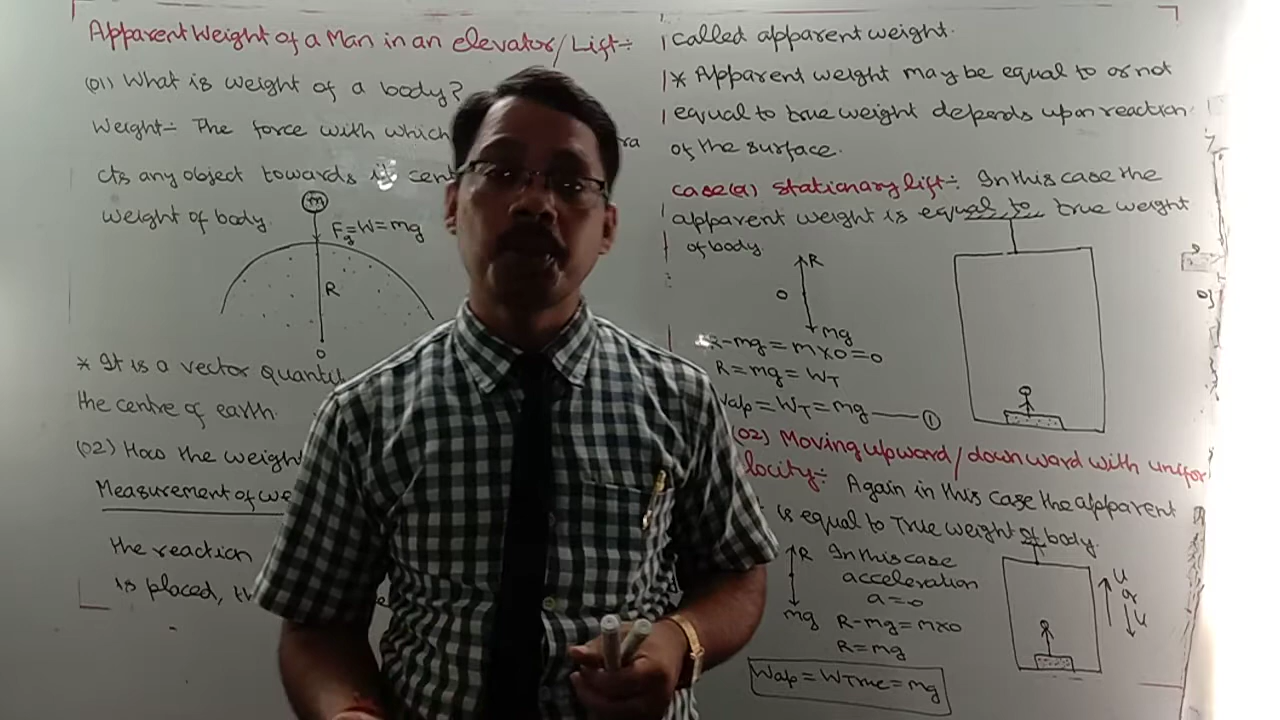 Apparent Weight of a Man in an elevator/Lift÷
(01) What is weight of a body?
Weight÷ The force with which
cts any object towards it cent
weight of body.
m
Fg=W=mg
R
o
* It is a vector quanti
the centre of earth.
(02) How the weight
Measurement of we
the reaction
is placed, th
called apparent weight.
* Apparent weight may be equal to or not
equal to true weight depends upon reaction
of the surface.
case(a) stationary lift÷ In this case the
apparent weight is equal to true weight
of body.
R
o
mg
R-mg=mx0=0
R=mg=WT
Wap=WT=mg ①
(02) Moving upward/downward with unifor
locity÷ Again in this case the apparent
is equal to True weight of body.
R
mg
In this case
acceleration
a=0
R-mg=mx0
R=mg
Wap=WTrue=mg
u
or
u